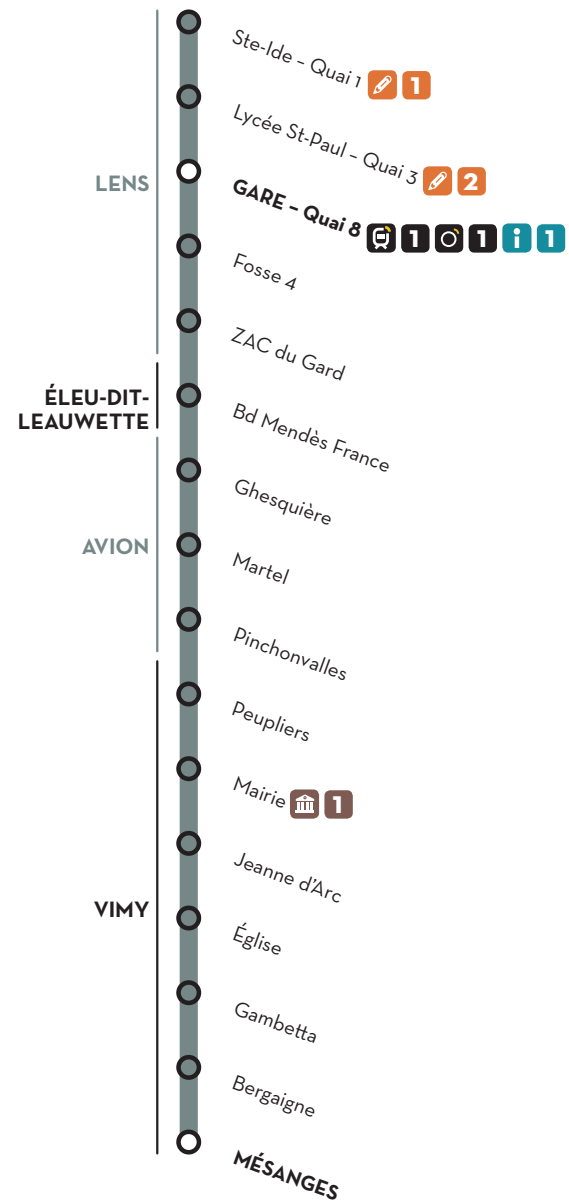 LENS
Ste-Ide – Quai 1 1
Lycée St-Paul – Quai 3 2
GARE – Quai 8 1 1 i 1
Fosse 4
ZAC du Gard
ÉLEU-DIT-
LEAUWETTE
Bd Mendès France
AVION
Ghesquière
Martel
Pinchonvalles
VIMY
Peupliers
Mairie 1
Jeanne d'Arc
Église
Gambetta
Bergaigne
MÉSANGES